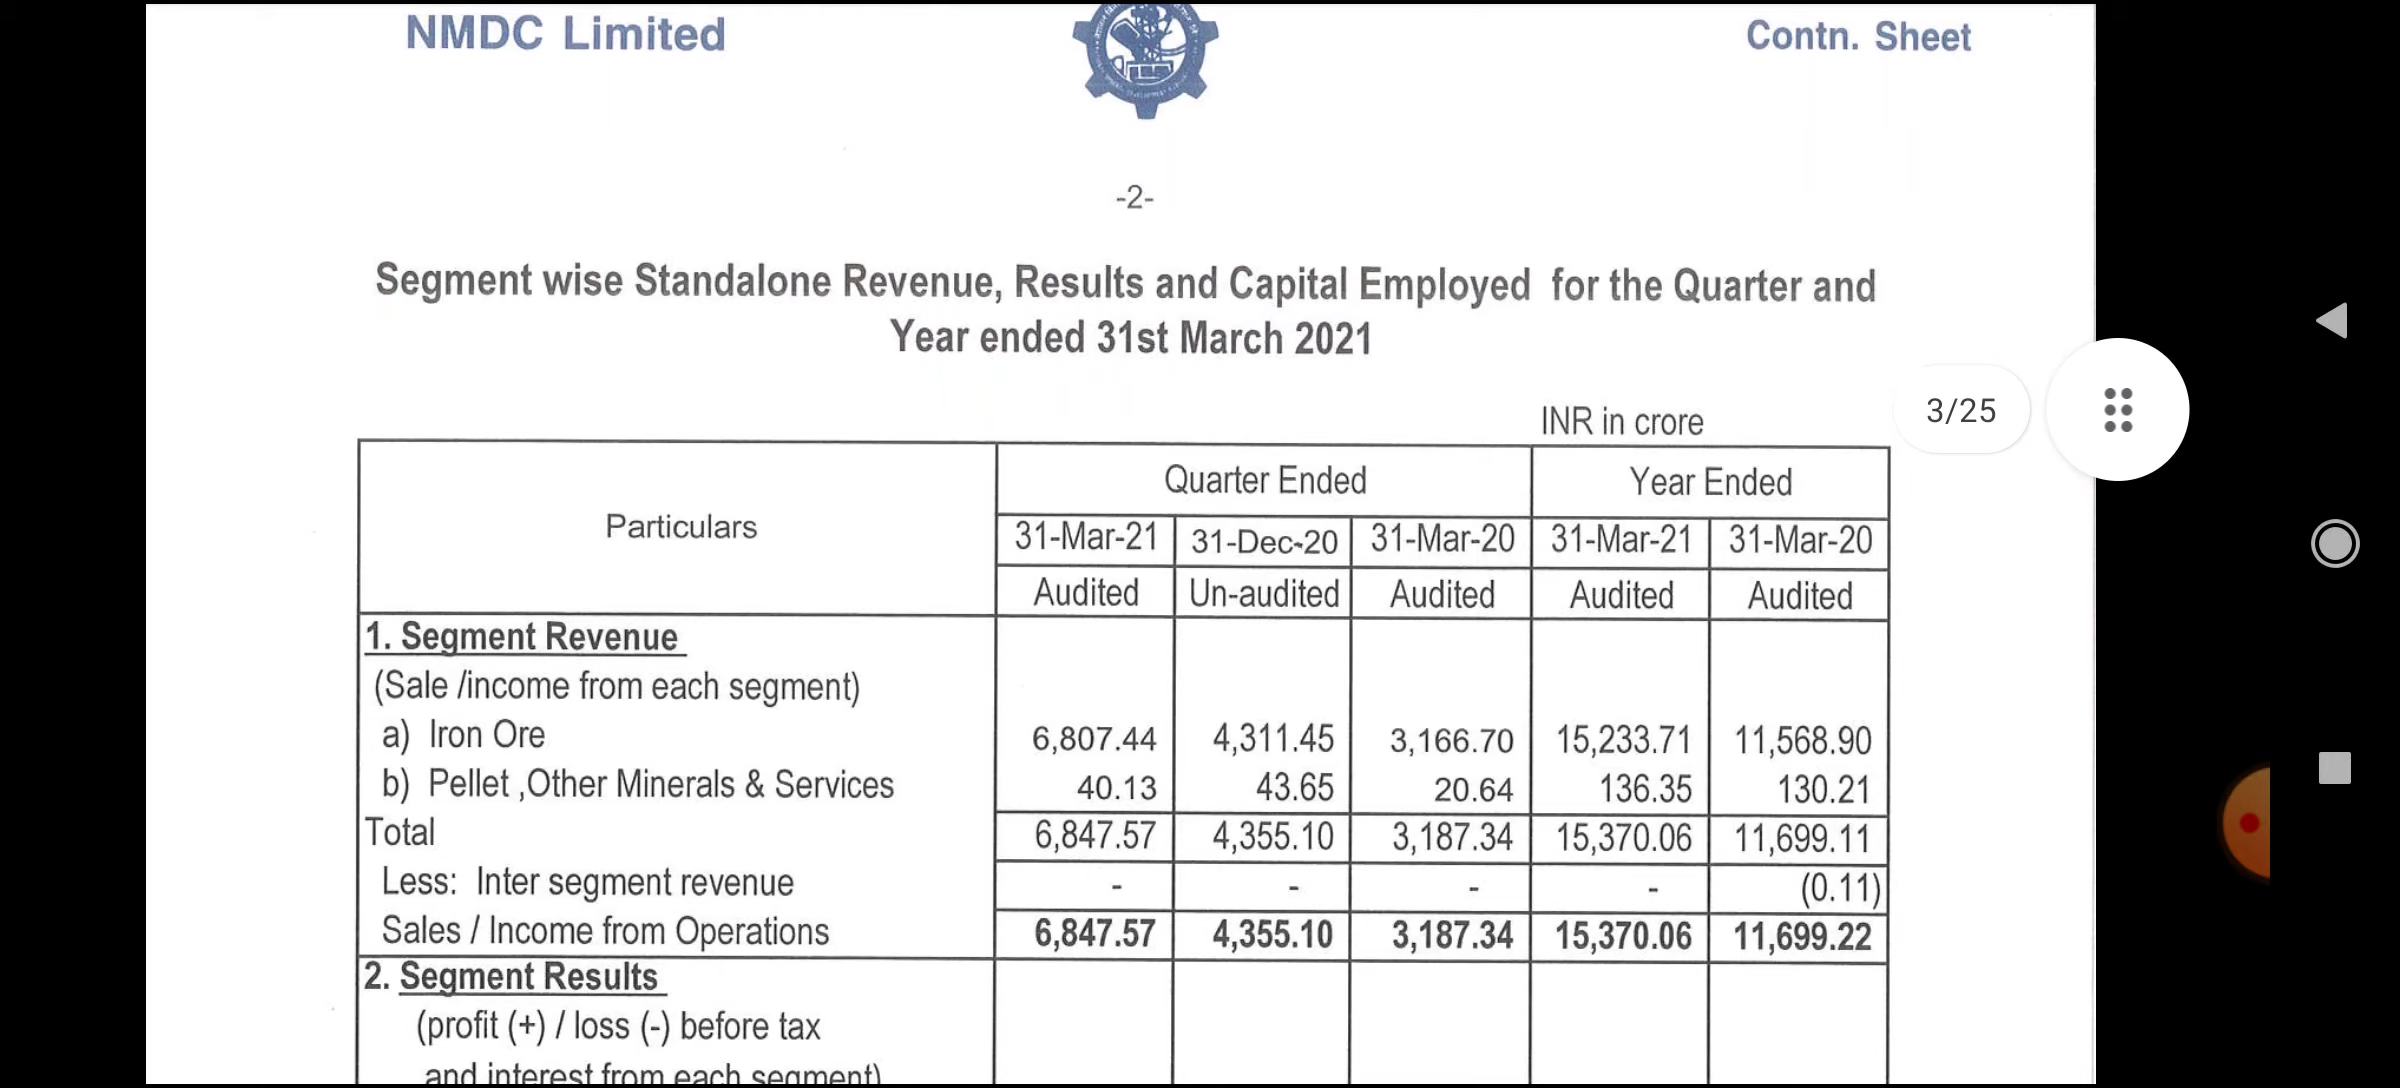 NMDC Limited
Contn. Sheet
-2-
Segment wise Standalone Revenue, Results and Capital Employed for the Quarter and
Year ended 31st March 2021
3/25
INR in crore
Particulars
Quarter Ended
Year Ended
31-Mar-21 31-Dec-20 31-Mar-20 31-Mar-21 31-Mar-20
Audited Un-audited Audited Audited Audited
1. Segment Revenue
(Sale /income from each segment)
a) Iron Ore 6,807.44 4,311.45 3,166.70 15,233.71 11,568.90
b) Pellet ,Other Minerals & Services 40.13 43.65 20.64 136.35 130.21
Total 6,847.57 4,355.10 3,187.34 15,370.06 11,699.11
Less: Inter segment revenue - - - - (0.11)
Sales / Income from Operations 6,847.57 4,355.10 3,187.34 15,370.06 11,699.22
2. Segment Results
(profit (+) / loss (-) before tax
and interest from each segment)